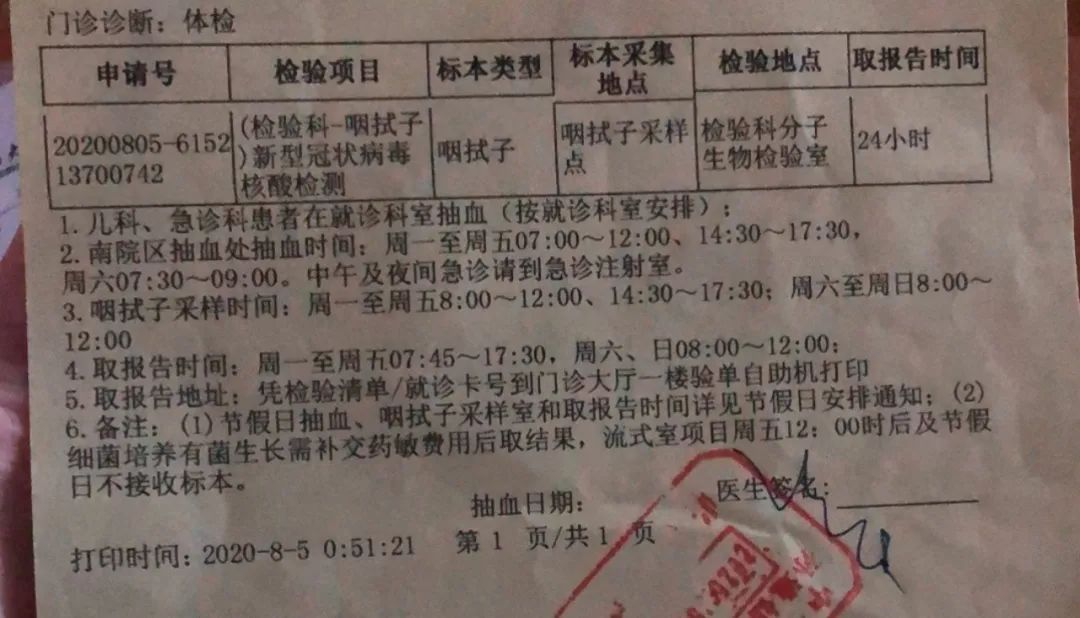 门诊诊断：体检
申请号 检验项目 标本类型 标本采集地点 检验地点 取报告时间
20200805-6152 (检验科-咽拭子 咽拭子 咽拭子采样 检验科分子 24小时
13700742 )新型冠状病毒 点 生物检验室
核酸检测
1. 儿科、急诊科患者在就诊科室抽血（按就诊科室安排）；
2. 南院区抽血处抽血时间：周一至周五07:00～12:00、14:30～17:30，
周六07:30～09:00。中午及夜间急诊请到急诊注射室。
3. 咽拭子采样时间：周一至周五8:00～12:00、14:30～17:30；周六至周日8:00～
12:00
4. 取报告时间：周一至周五07:45～17:30，周六、日08:00～12:00；
5. 取报告地址：凭检验清单/就诊卡号到门诊大厅一楼验单自助机打印
6. 备注：(1)节假日抽血、咽拭子采样室和取报告时间详见节假日安排通知；(2)
细菌培养有菌生长需补交药敏费用后取结果，流式室项目周五12：00时后及节假
日不接收标本。
抽血日期： 医生签名：
打印时间：2020-8-5 0:51:21 第 1 页/共 1 页